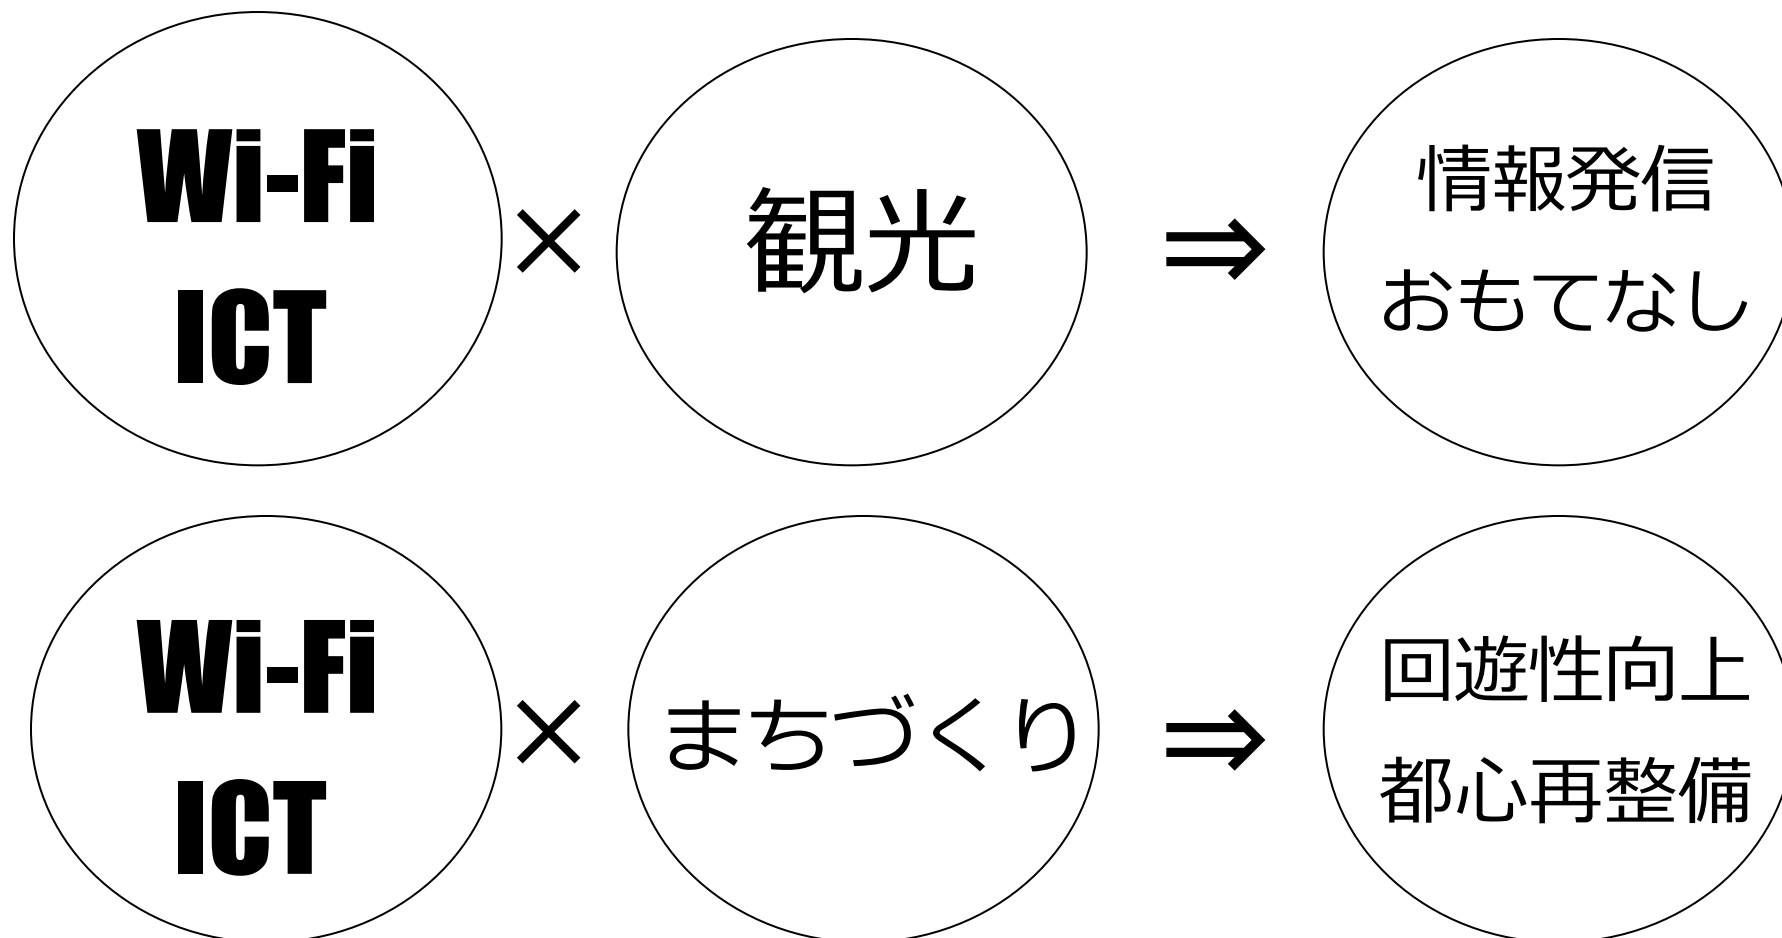 Wi-Fi
ICT
×
観光
⇒
情報発信
おもてなし
Wi-Fi
ICT
×
まちづくり
⇒
回遊性向上
都心再整備